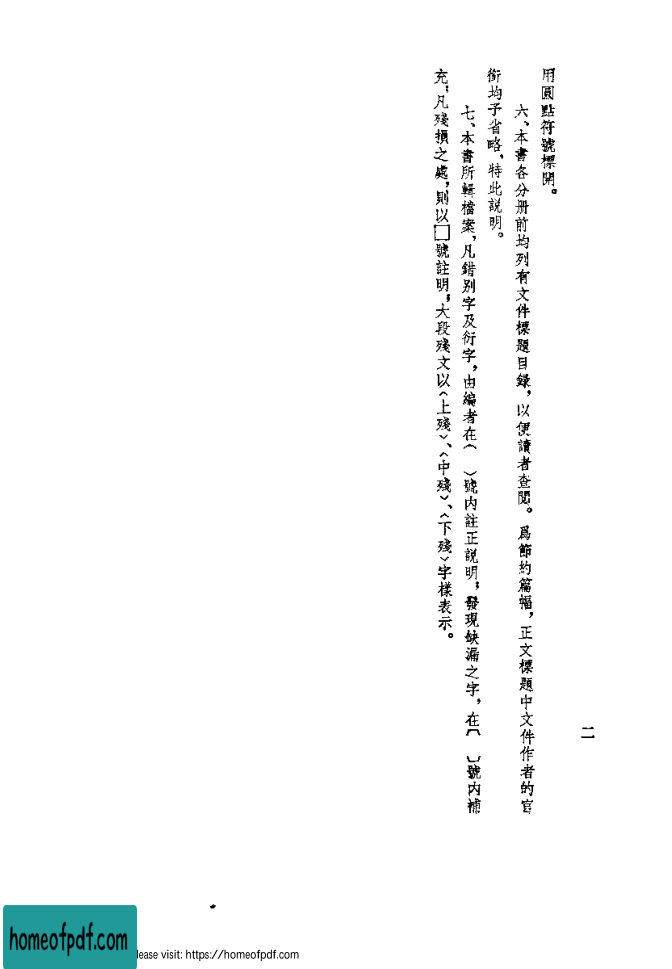 二
用圓點符號標開。
六、本書各分册前均列有文件標題目錄，以便讀者查閱。爲節約篇幅，正文標題中文件作者的官
銜均予省略，特此説明。
七、本書所輯檔案，凡錯别字及衍字，由編者在（　）號内註正説明，發現缺漏之字，在〔　〕號内補
充，凡殘損之處，則以□號註明，大段殘文以〈上殘〉、〈中殘〉、〈下殘〉字樣表示。
homeofpdf.com
lease visit: https://homeofpdf.com